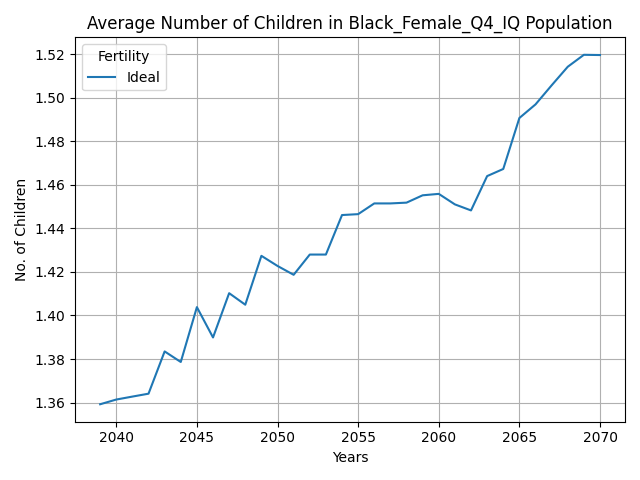 Average Number of Children in Black_Female_Q4_IQ Population
Fertility
Ideal
No. of Children
1.52
1.50
1.48
1.46
1.44
1.42
1.40
1.38
1.36
2040 2045 2050 2055 2060 2065 2070
Years